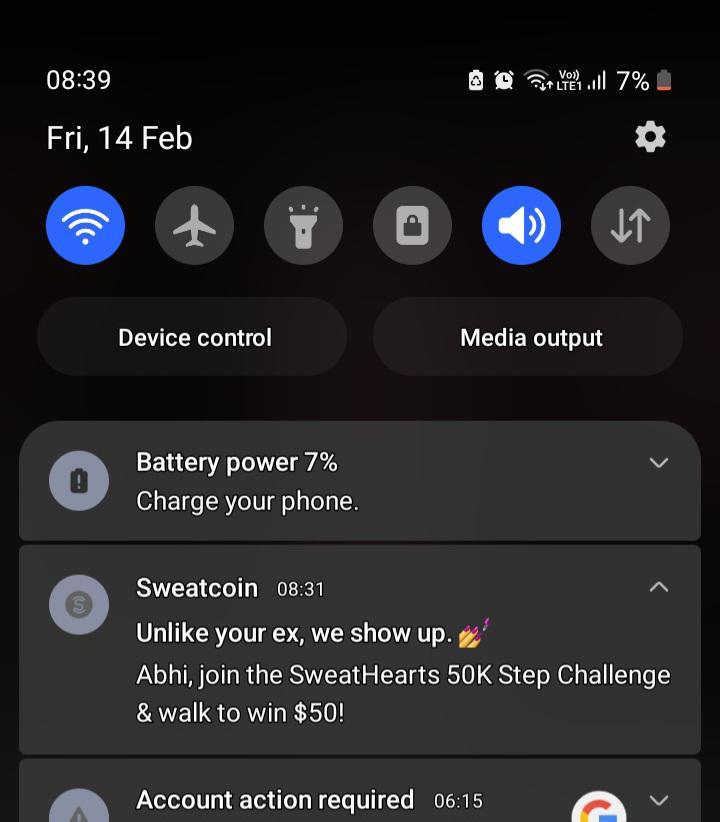 08:39 Vo)) LTE1 7%
Fri, 14 Feb
Device control Media output
Battery power 7%
Charge your phone.
Sweatcoin 08:31
Unlike your ex, we show up. 💅
Abhi, join the SweatHearts 50K Step Challenge
& walk to win $50!
Account action required 06:15